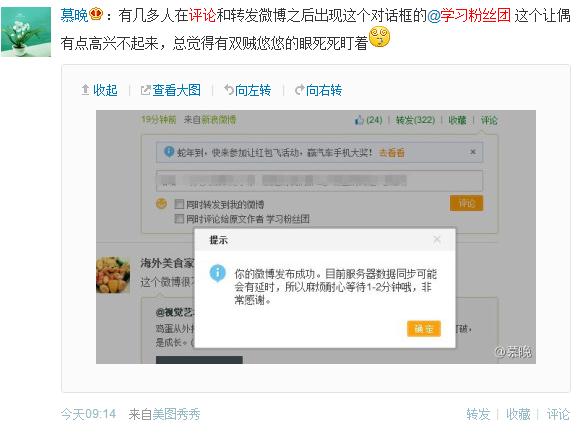 慕晚：有几多人在评论和转发微博之后出现这个对话框的@学习粉丝团 这个让偶
有点高兴不起来，总觉得有双贼悠悠的眼死死盯着
收起 | 查看大图 | 向左转 | 向右转
19分钟前 来自新浪微博 (24) | 转发(322) | 收藏 | 评论
蛇年到，快来参加让红包飞活动，赢汽车手机大奖！ 去看看
同时转发到我的微博 评论
同时评论给原文作者 学习粉丝团
提示
海外美食家
这个微博很不
你的微博发布成功。目前服务器数据同步可能
会有延时，所以麻烦耐心等待1-2分钟哦，非
常感谢。
@视觉艺
鸡蛋从外
打破，
是成长。
确定
@慕晚
今天09:14 来自美图秀秀 转发 | 收藏 | 评论